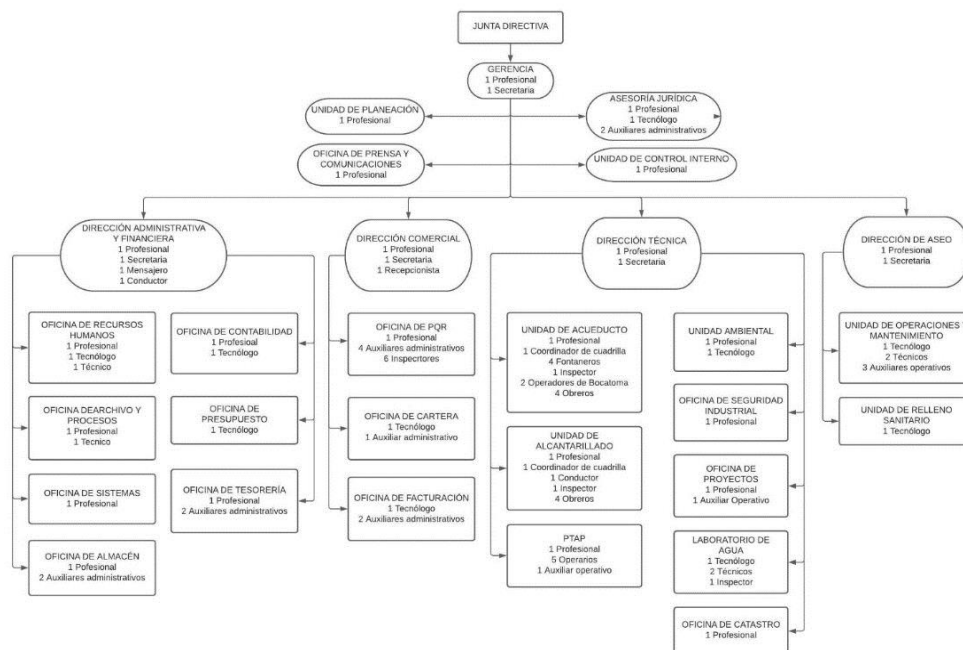 JUNTA DIRECTIVA
GERENCIA
1 Profesional
1 Secretaria
UNIDAD DE PLANEACIÓN
1 Profesional
ASESORÍA JURÍDICA
1 Profesional
1 Tecnólogo
2 Auxiliares administrativos
OFICINA DE PRENSA Y
COMUNICACIONES
1 Profesional
UNIDAD DE CONTROL INTERNO
1 Profesional
DIRECCIÓN ADMINISTRATIVA
Y FINANCIERA
1 Profesional
1 Secretaria
1 Mensajero
1 Conductor
OFICINA DE RECURSOS
HUMANOS
1 Profesional
1 Tecnólogo
1 Técnico
OFICINA DEARCHIVO Y
PROCESOS
1 Profesional
1 Tecnico
OFICINA DE SISTEMAS
1 Profesional
OFICINA DE ALMACÉN
1 Pofesional
2 Auxiliares administrativos
OFICINA DE CONTABILIDAD
1 Profesioal
1 Tecnólogo
OFICINA DE
PRESUPUESTO
1 Tecnólogo
OFICINA DE TESORERÍA
1 Profesional
2 Auxiliares administrativos
DIRECCIÓN COMERCIAL
1 Profesional
1 Secretaria
1 Recepcionista
OFICINA DE PQR
1 Profesional
4 Auxiliares administrativos
6 Inspectrores
OFICINA DE CARTERA
1 Tecnólogo
1 Auxiliar administrativo
OFICINA DE FACTURACIÓN
1 Tecnólogo
2 Auxiliares administrativos
DIRECCIÓN TÉCNICA
1 Profesional
1 Secretaria
UNIDAD DE ACUEDUCTO
1 Profesional
1 Coordinador de cuadrilla
4 Fontaneros
1 Inspector
2 Operadores de Bocatoma
4 Obreros
UNIDAD DE
ALCANTARILLADO
1 Profesional
1 Coordinador de cuadrilla
1 Conductor
1 Inspector
4 Obreros
PTAP
1 Profesional
5 Operarios
1 Auxiliar operativo
UNIDAD AMBIENTAL
1 Profesional
1 Tecnólogo
OFICINA DE SEGURIDAD
INDUSTRIAL
1 Profesional
OFICINA DE
PROYECTOS
1 Profesional
1 Auxiliar Operativo
LABORATORIO DE
AGUA
1 Tecnólogo
2 Técnicos
1 Inspector
OFICINA DE CATASTRO
1 Profesional
DIRECCIÓN DE ASEO
1 Profesional
1 Secretaria
UNIDAD DE OPERACIONES Y
MANTENIMIENTO
1 Tecnólogo
2 Técnicos
3 Auxiliares operativos
UNIDAD DE RELLENO
SANITARIO
1 Tecnólogo